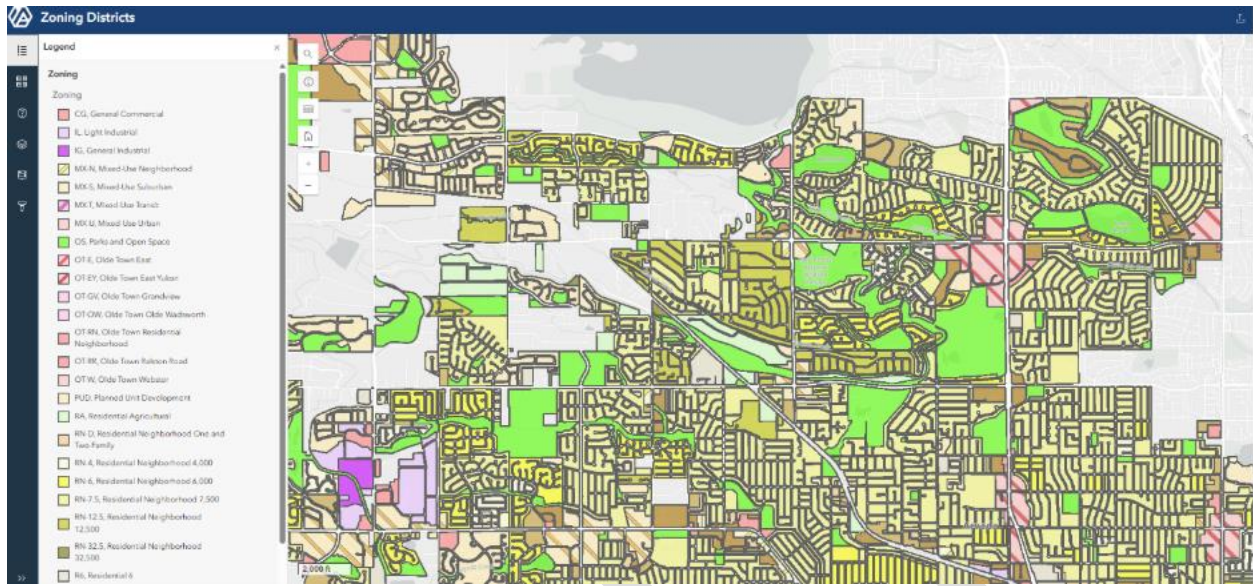 Zoning Districts
Legend
Zoning
Zoning
CG, General Commercial
IL, Light Industrial
IG, General Industrial
MX-N, Mixed-Use Neighborhood
MX-S, Mixed-Use Suburban
MX-T, Mixed-Use Transit
MX-U, Mixed-Use Urban
OS, Parks and Open Space
OT-E, Olde Town East
OT-EY, Olde Town East Yukon
OT-GV, Olde Town Grandview
OT-OW, Olde Town Olde Wadsworth
OT-RN, Olde Town Residential
Neighborhood
OT-RR, Olde Town Ralston Road
OT-W, Olde Town Webster
PUD, Planned Unit Development
RA, Residential Agricultural
RN-D, Residential Neighborhood One and
Two Family
RN-4, Residential Neighborhood 4,000
RN-6, Residential Neighborhood 6,000
RN-7.5, Residential Neighborhood 7,500
RN-12.5, Residential Neighborhood
12,500
RN-32.5, Residential Neighborhood
32,500
R6, Residential 6
2,000 ft